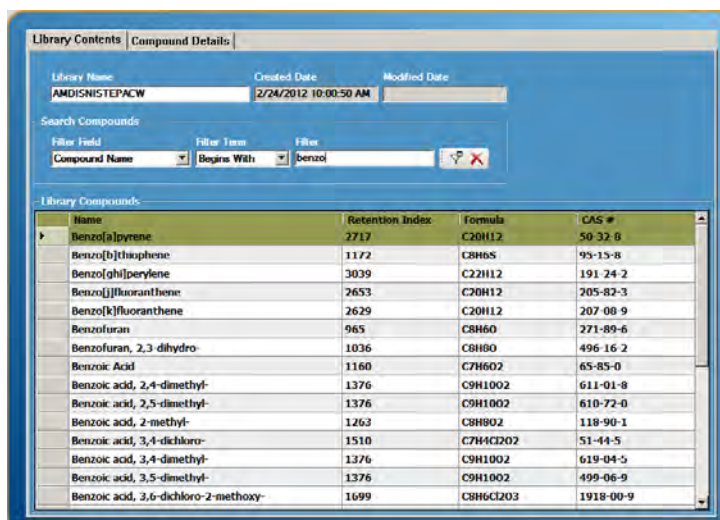 Library Contents Compound Details
Library Name Created Date Modified Date
AMDISNISTEPACW 2/24/2012 10:00:50 AM
Search Compounds
Filter Field Filter Term Filter
Compound Name Begins With benzo
Library Compounds
Name Retention Index Formula CAS #
Benzo[a]pyrene 2717 C20H12 50-32-8
Benzo[b]thiophene 1172 C8H6S 95-15-8
Benzo[ghi]perylene 3039 C22H12 191-24-2
Benzo[j]fluoranthene 2653 C20H12 205-82-3
Benzo[k]fluoranthene 2629 C20H12 207-08-9
Benzofuran 965 C8H6O 271-89-6
Benzofuran, 2,3-dihydro- 1036 C8H8O 496-16-2
Benzoic Acid 1160 C7H6O2 65-85-0
Benzoic acid, 2,4-dimethyl- 1376 C9H10O2 611-01-8
Benzoic acid, 2,5-dimethyl- 1376 C9H10O2 610-72-0
Benzoic acid, 2-methyl- 1263 C8H8O2 118-90-1
Benzoic acid, 3,4-dichloro- 1510 C7H4Cl2O2 51-44-5
Benzoic acid, 3,4-dimethyl- 1376 C9H10O2 619-04-5
Benzoic acid, 3,5-dimethyl- 1376 C9H10O2 499-06-9
Benzoic acid, 3,6-dichloro-2-methoxy- 1699 C8H6Cl2O3 1918-00-9